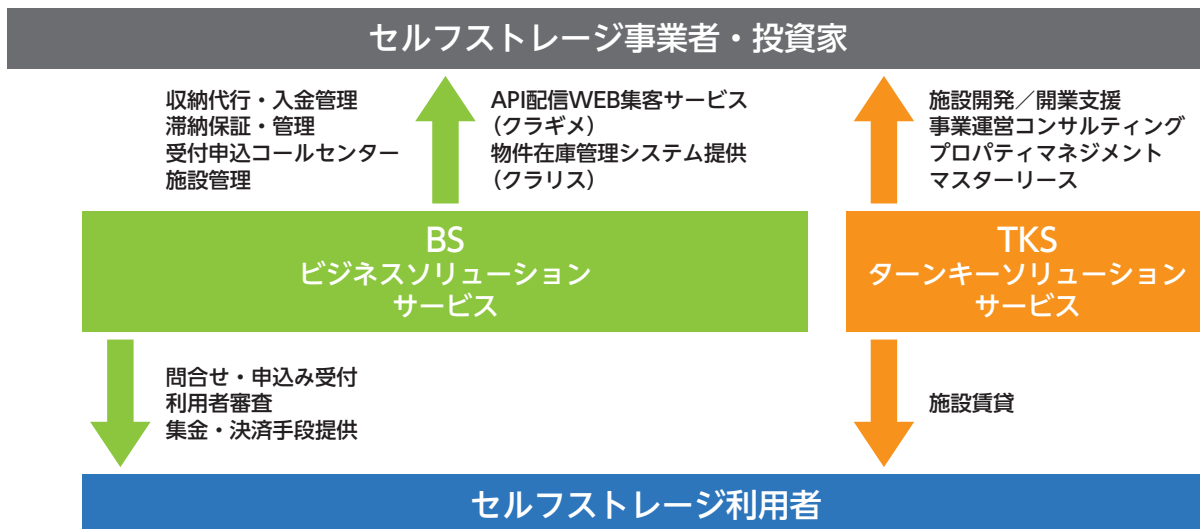 セルフストレージ事業者・投資家
収納代行・入金管理
滞納保証・管理
受付申込コールセンター
施設管理
API配信WEB集客サービス
(クラギメ)
物件在庫管理システム提供
(クラリス)
施設開発／開業支援
事業運営コンサルティング
プロパティマネジメント
マスターリース
BS
ビジネスソリューション
サービス
TKS
ターンキーソリューション
サービス
問合せ・申込み受付
利用者審査
集金・決済手段提供
施設賃貸
セルフストレージ利用者